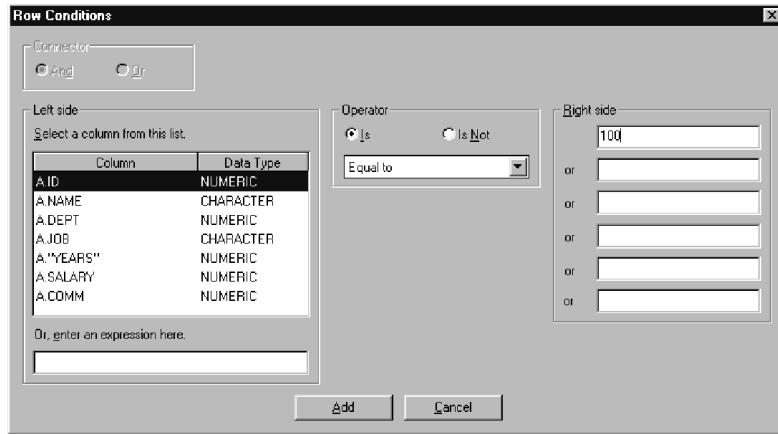 Row Conditions
Connector
And Or
Left side
Select a column from this list.
Column Data Type
A.ID NUMERIC
A.NAME CHARACTER
A.DEPT NUMERIC
A.JOB CHARACTER
A."YEARS" NUMERIC
A.SALARY NUMERIC
A.COMM NUMERIC
Or, enter an expression here.
Operator
Is Is Not
Equal to
Right side
100
or
or
or
or
or
Add Cancel